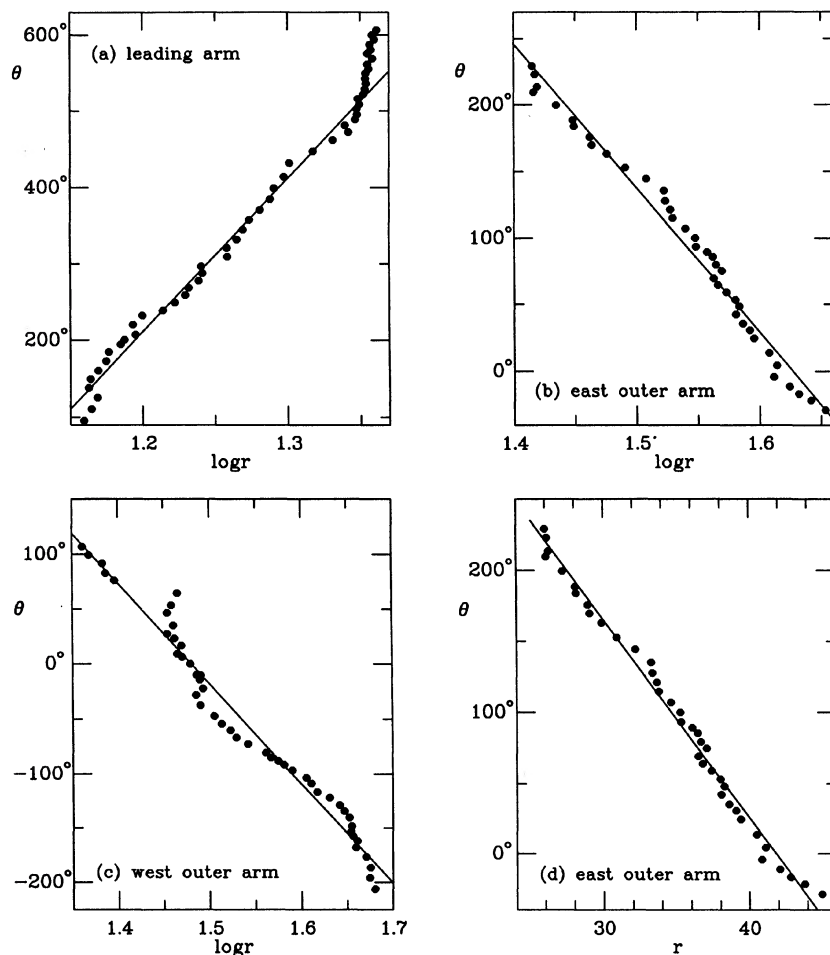 600°
(a) leading arm
θ
400°
200°
1.2
1.3
logr
θ
200°
100°
0°
(b) east outer arm
1.4
1.5
1.6
logr
100°
θ
0°
-100°
(c) west outer arm
-200°
1.4
1.5
1.6
1.7
logr
200°
θ
100°
0°
(d) east outer arm
30
40
r